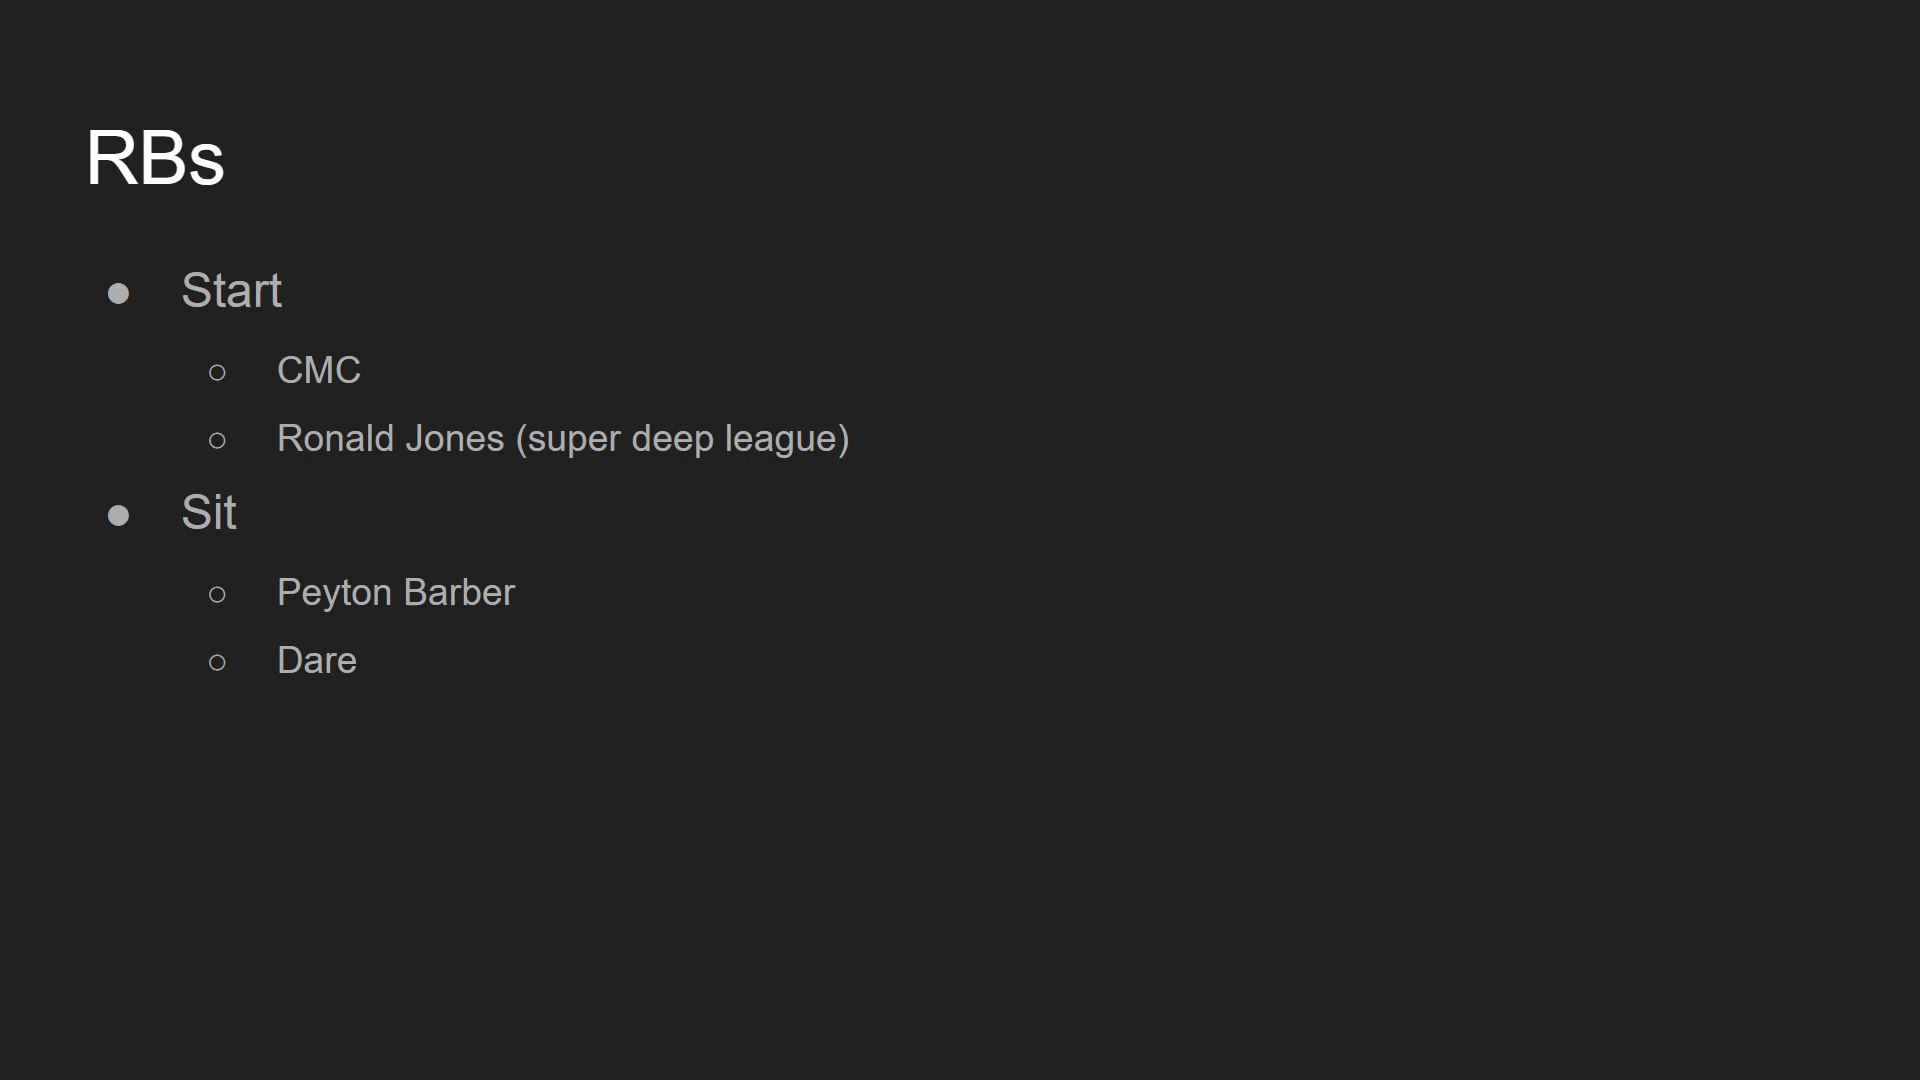 RBs
● Start
○ CMC
○ Ronald Jones (super deep league)
● Sit
○ Peyton Barber
○ Dare